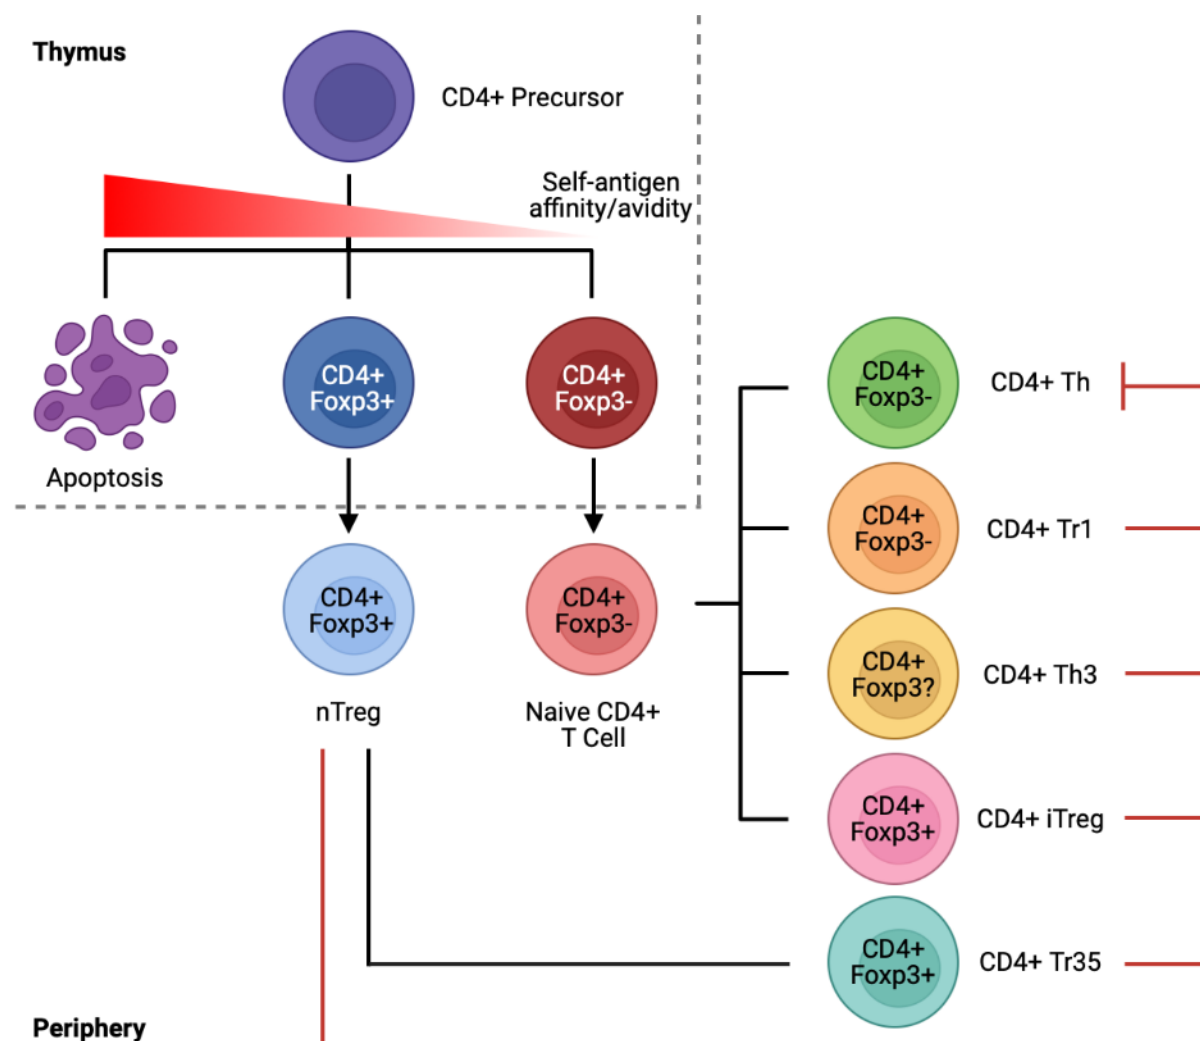 Thymus
CD4+ Precursor
Self-antigen
affinity/avidity
CD4+
Foxp3+
CD4+
Foxp3-
Apoptosis
CD4+
Foxp3+
nTreg
CD4+
Foxp3-
Naive CD4+
T Cell
CD4+
Foxp3-
CD4+ Th
CD4+
Foxp3-
CD4+ Tr1
CD4+
Foxp3?
CD4+ Th3
CD4+
Foxp3+
CD4+ iTreg
CD4+
Foxp3+
CD4+ Tr35
Periphery